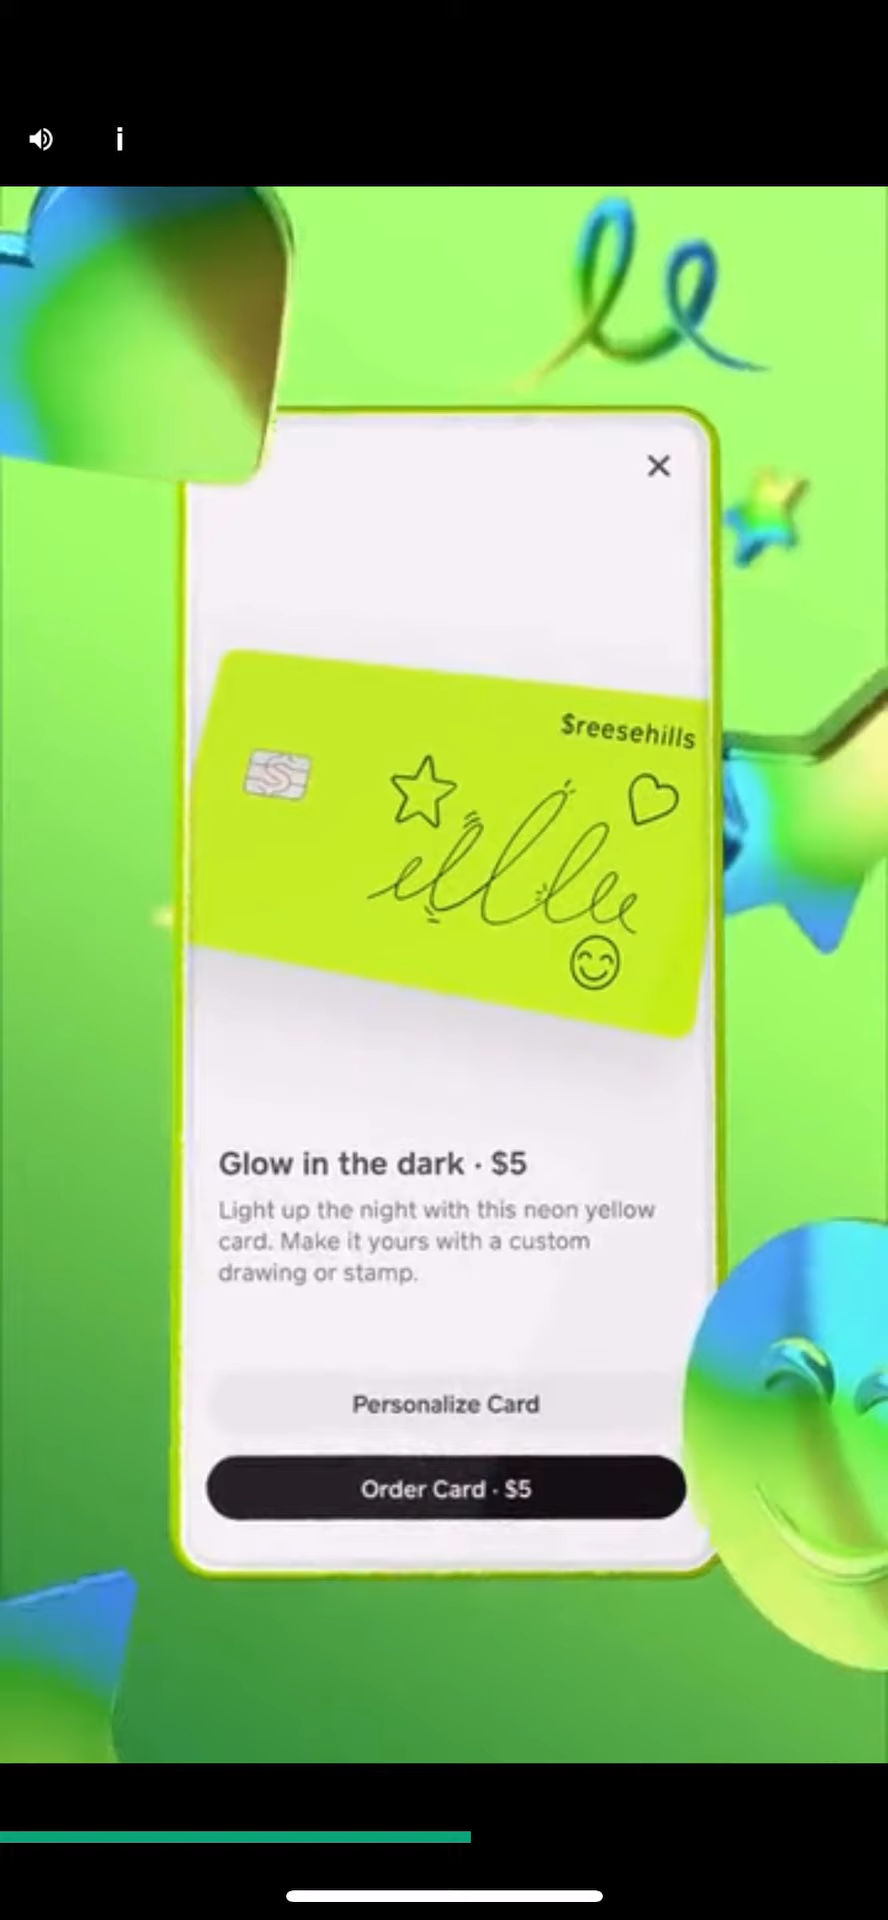 $reesehills
Glow in the dark · $5
Light up the night with this neon yellow
card. Make it yours with a custom
drawing or stamp.
Personalize Card
Order Card · $5